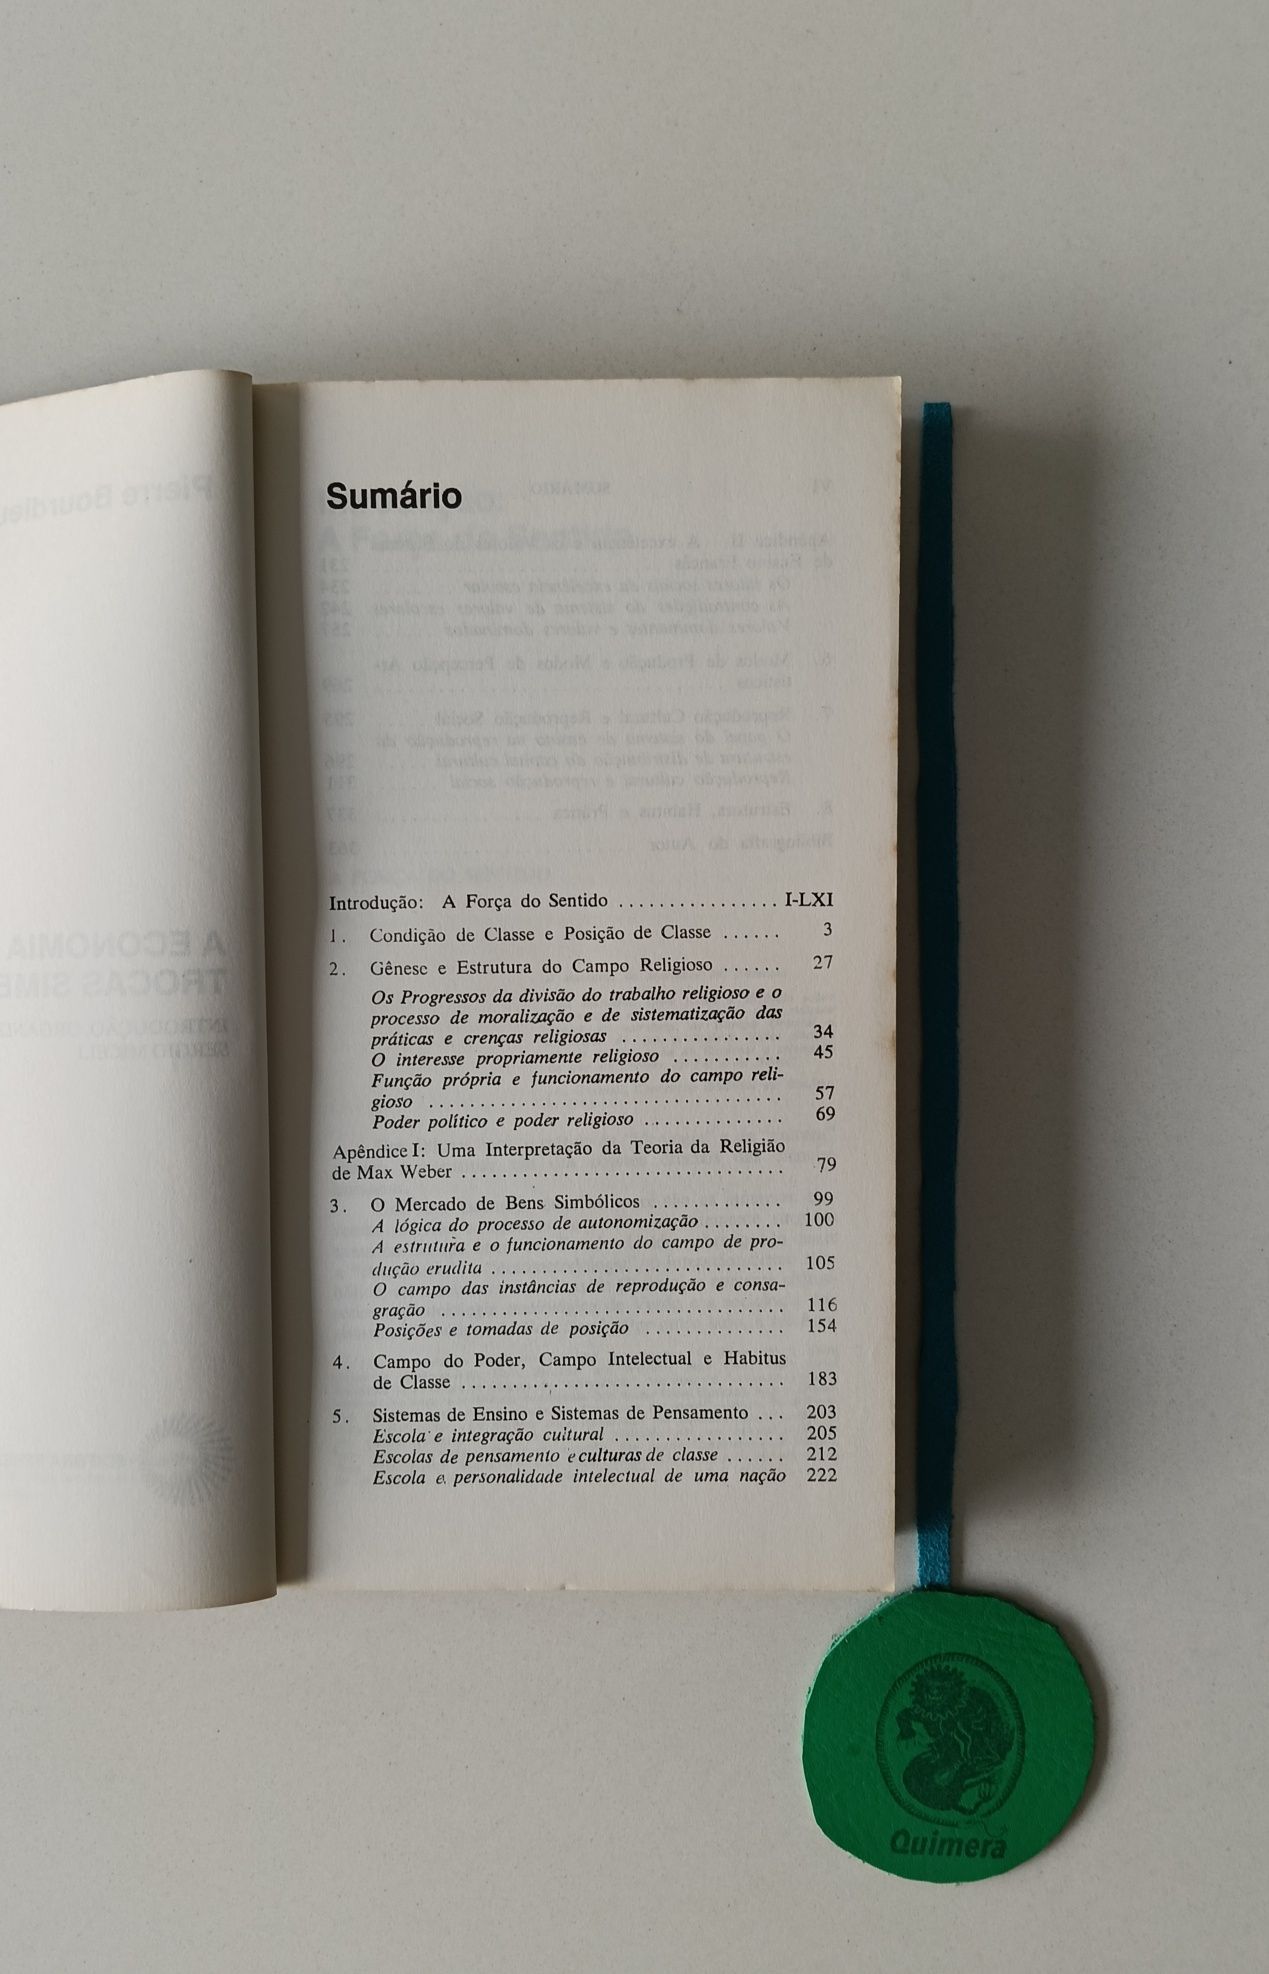 Sumário
Introdução: A Força do Sentido ................ I-LXI
1. Condição de Classe e Posição de Classe ...... 3
2. Gênese e Estrutura do Campo Religioso ...... 27
Os Progressos da divisão do trabalho religioso e o
processo de moralização e de sistematização das
práticas e crenças religiosas ................ 34
O interesse propriamente religioso ........... 45
Função própria e funcionamento do campo reli-
gioso ................................... 57
Poder político e poder religioso .............. 69
Apêndice I: Uma Interpretação da Teoria da Religião
de Max Weber ................................ 79
3. O Mercado de Bens Simbólicos ............. 99
A lógica do processo de autonomização ........ 100
A estrutura e o funcionamento do campo de pro-
dução erudita ............................. 105
O campo das instâncias de reprodução e consa-
gração .................................. 116
Posições e tomadas de posição .............. 154
4. Campo do Poder, Campo Intelectual e Habitus
de Classe ................................ 183
5. Sistemas de Ensino e Sistemas de Pensamento ... 203
Escola e integração cultural ................. 205
Escolas de pensamento e culturas de classe ...... 212
Escola e personalidade intelectual de uma nação 222
Quimera